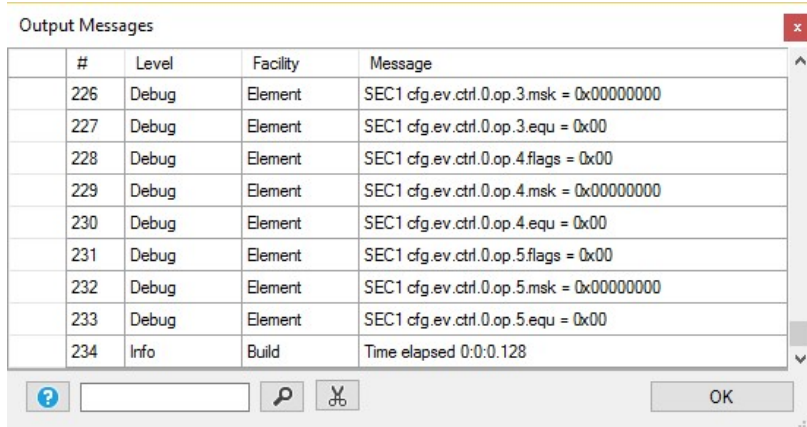 Output Messages
x
# Level Facility Message
226 Debug Element SEC1 cfg.ev.ctrl.0.op.3.msk = 0x00000000
227 Debug Element SEC1 cfg.ev.ctrl.0.op.3.equ = 0x00
228 Debug Element SEC1 cfg.ev.ctrl.0.op.4.flags = 0x00
229 Debug Element SEC1 cfg.ev.ctrl.0.op.4.msk = 0x00000000
230 Debug Element SEC1 cfg.ev.ctrl.0.op.4.equ = 0x00
231 Debug Element SEC1 cfg.ev.ctrl.0.op.5.flags = 0x00
232 Debug Element SEC1 cfg.ev.ctrl.0.op.5.msk = 0x00000000
233 Debug Element SEC1 cfg.ev.ctrl.0.op.5.equ = 0x00
234 Info Build Time elapsed 0:0:0.128
? OK